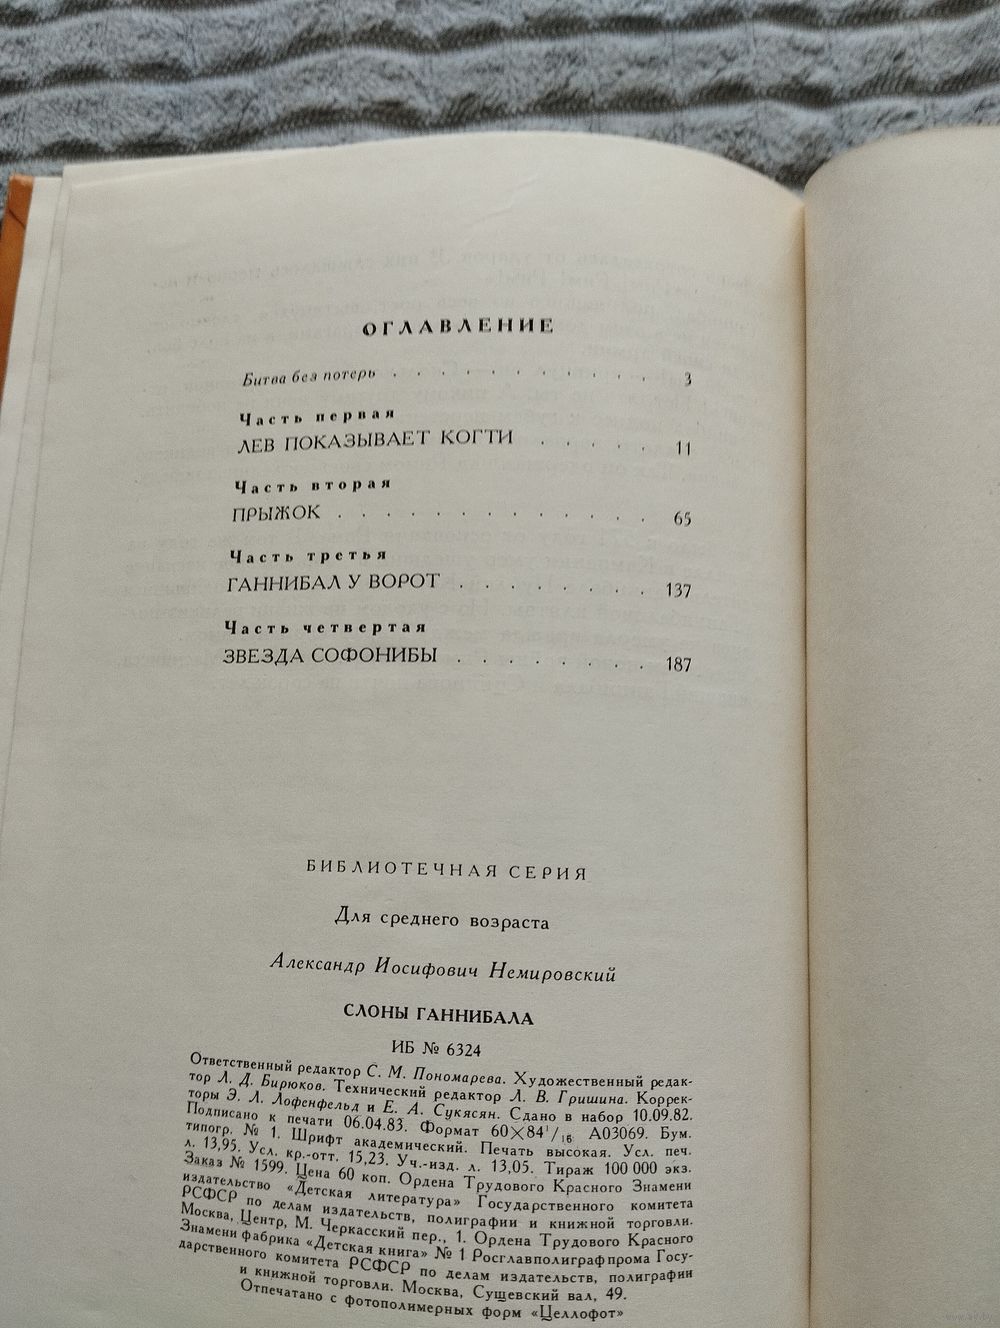 ОГЛАВЛЕНИЕ
Битва без потерь . . . . . . . . . . . 3
Часть первая
ЛЕВ ПОКАЗЫВАЕТ КОГТИ . . . . . 11
Часть вторая
ПРЫЖОК . . . . . . . . . . . . . 65
Часть третья
ГАННИБАЛ У ВОРОТ . . . . . . . . 137
Часть четвертая
ЗВЕЗДА СОФОНИБЫ . . . . . . . . 187
БИБЛИОТЕЧНАЯ СЕРИЯ
Для среднего возраста
Александр Иосифович Немировский
СЛОНЫ ГАННИБАЛА
ИБ № 6324
Ответственный редактор С. М. Пономарева. Художественный редак-
тор Л. Д. Бирюков. Технический редактор Л. В. Гришина. Коррек-
торы Э. Л. Лофенфельд и Е. А. Сукясян. Сдано в набор 10.09.82.
Подписано к печати 06.04.83. Формат 60×84¹/₁₆. А03069. Бум.
типогр. № 1. Шрифт академический. Печать высокая. Усл. печ.
л. 13,95. Усл. кр.-отт. 15,23. Уч.-изд. л. 13,05. Тираж 100 000 экз.
Заказ № 1599. Цена 60 коп. Ордена Трудового Красного Знамени
издательство «Детская литература» Государственного комитета
РСФСР по делам издательств, полиграфии и книжной торговли.
Москва, Центр, М. Черкасский пер., 1. Ордена Трудового Красного
Знамени фабрика «Детская книга» № 1 Росглавполиграфпрома Госу-
дарственного комитета РСФСР по делам издательств, полиграфии
и книжной торговли. Москва, Сущевский вал, 49.
Отпечатано с фотополимерных форм «Целлофот»